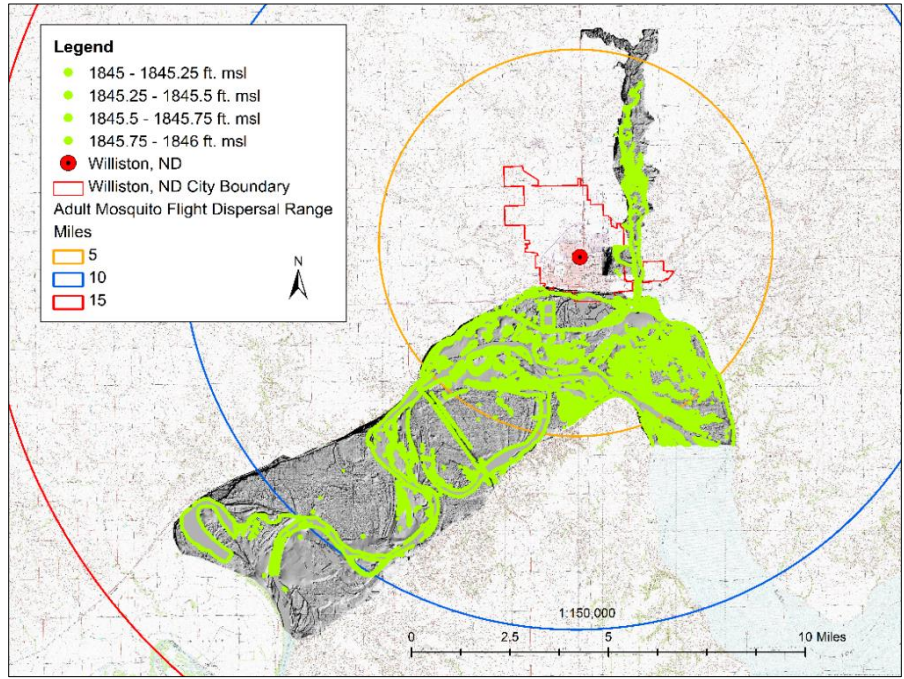 Legend
1845 - 1845.25 ft. msl
1845.25 - 1845.5 ft. msl
1845.5 - 1845.75 ft. msl
1845.75 - 1846 ft. msl
Williston, ND
Williston, ND City Boundary
Adult Mosquito Flight Dispersal Range
Miles
5
10
15
N
1:150,000
0 2.5 5 10 Miles